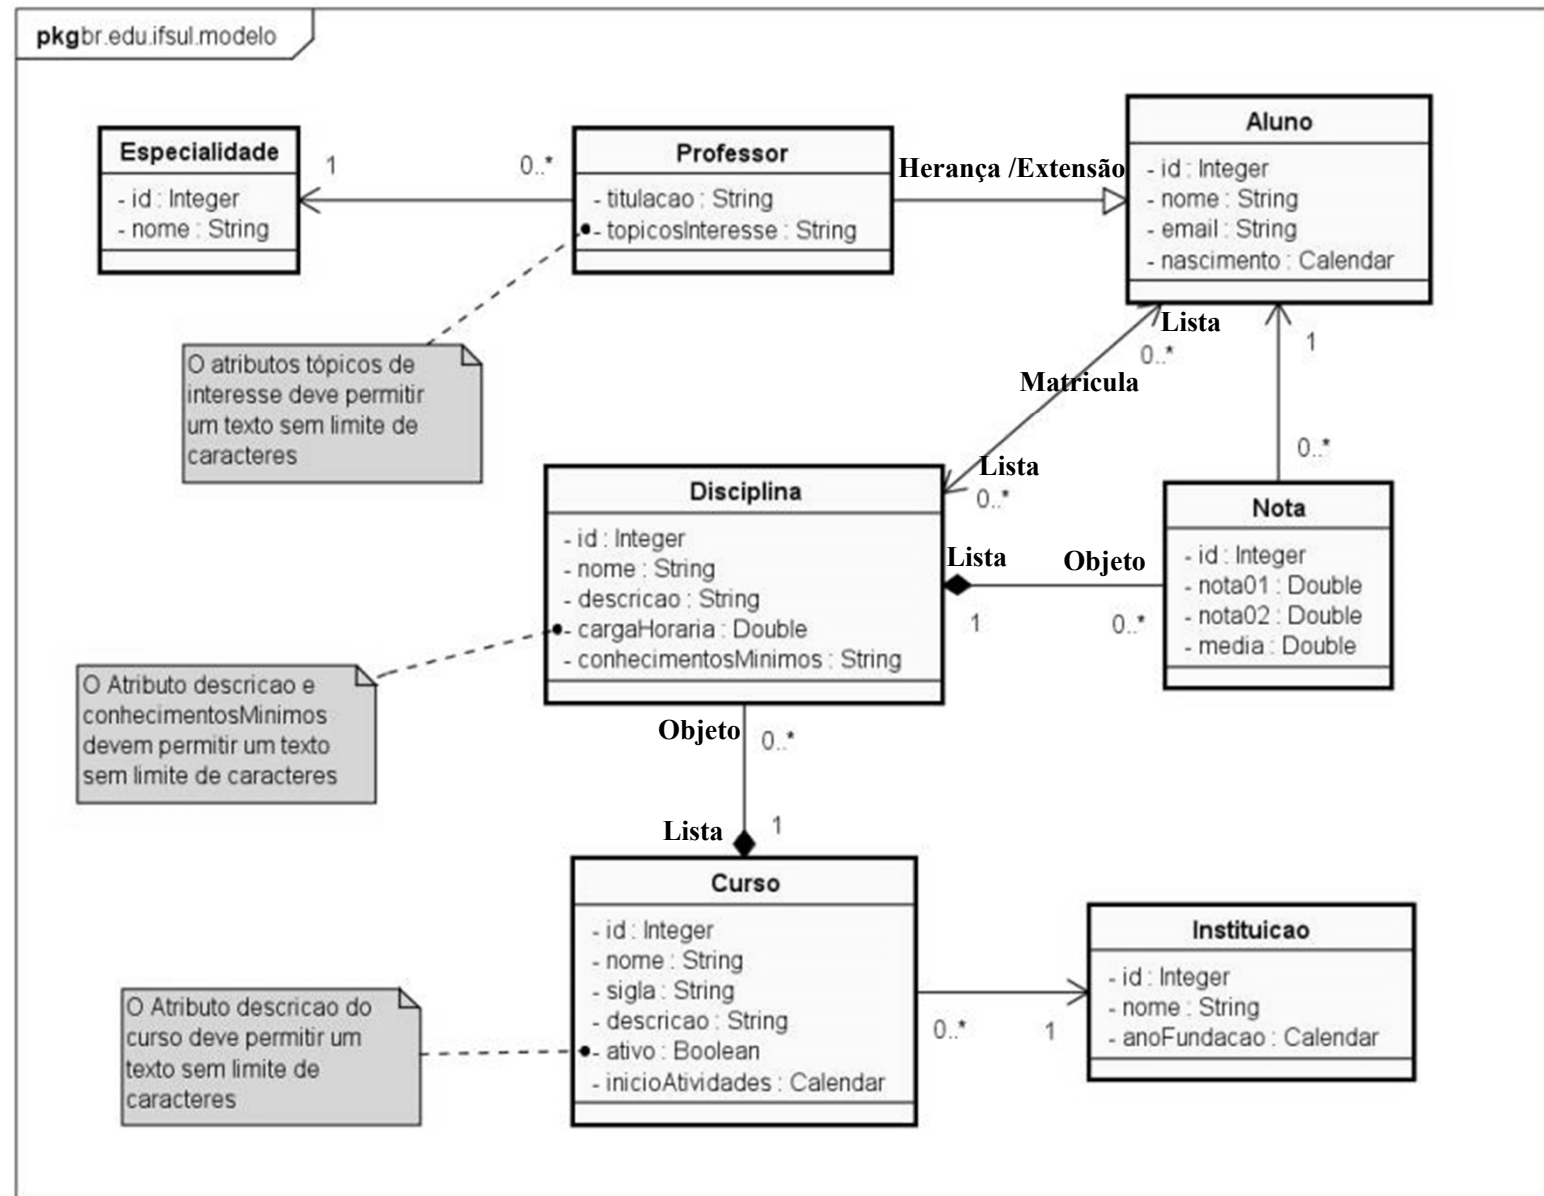 pkgbr.edu.ifsul.modelo
Especialidade
- id : Integer
- nome : String
1
0..*
Professor
- titulacao : String
- topicosInteresse : String
Herança /Extensão
Aluno
- id : Integer
- nome : String
- email : String
- nascimento : Calendar
O atributos tópicos de
interesse deve permitir
um texto sem limite de
caracteres
Lista
0..*
Matricula
Lista
0..*
1
0..*
Disciplina
- id : Integer
- nome : String
- descricao : String
- cargaHoraria : Double
- conhecimentosMinimos : String
Lista
1
Objeto
0..*
Nota
- id : Integer
- nota01 : Double
- nota02 : Double
- media : Double
O Atributo descricao e
conhecimentosMinimos
devem permitir um texto
sem limite de caracteres
Objeto
0..*
Lista
1
Curso
- id : Integer
- nome : String
- sigla : String
- descricao : String
- ativo : Boolean
- inicioAtividades : Calendar
0..*
1
Instituicao
- id : Integer
- nome : String
- anoFundacao : Calendar
O Atributo descricao do
curso deve permitir um
texto sem limite de
caracteres